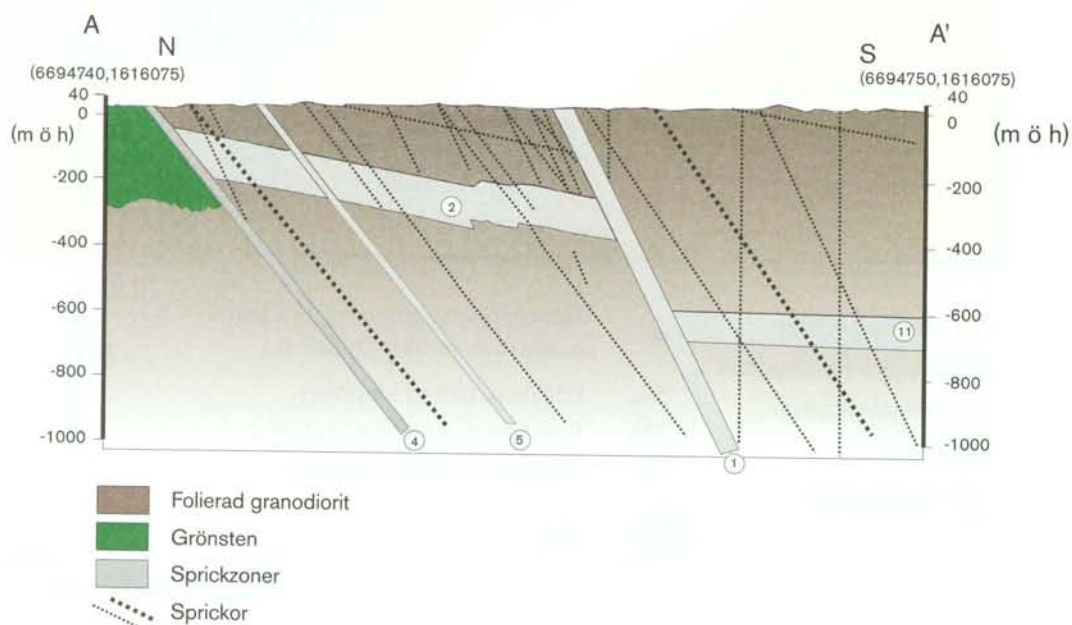 A
N
(6694740,1616075)
A'
S
(6694750,1616075)
40
0
(m ö h)
-200
-400
-600
-800
-1000
40
0
(m ö h)
-200
-400
-600
-800
-1000
2
11
4
5
1
Folierad granodiorit
Grönsten
Sprickzoner
Sprickor